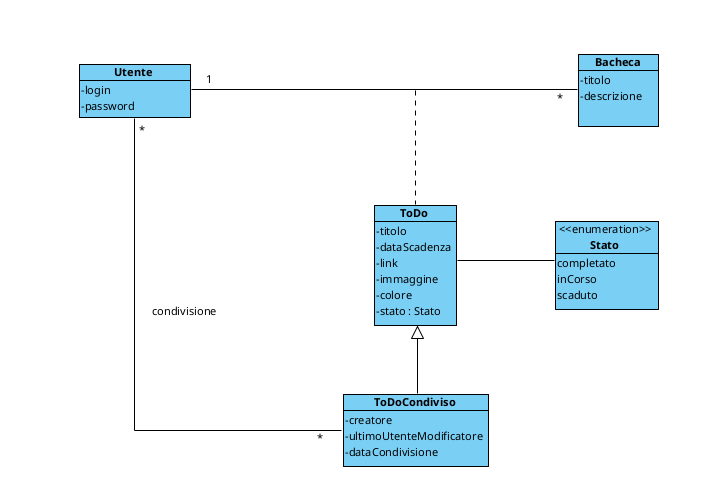 Utente
-login
-password
1
*
Bacheca
-titolo
-descrizione
*
ToDo
-titolo
-dataScadenza
-link
-immaggine
-colore
-stato : Stato
<<enumeration>>
Stato
completato
inCorso
scaduto
condivisione
ToDoCondiviso
-creatore
-ultimoUtenteModificatore
-dataCondivisione
*